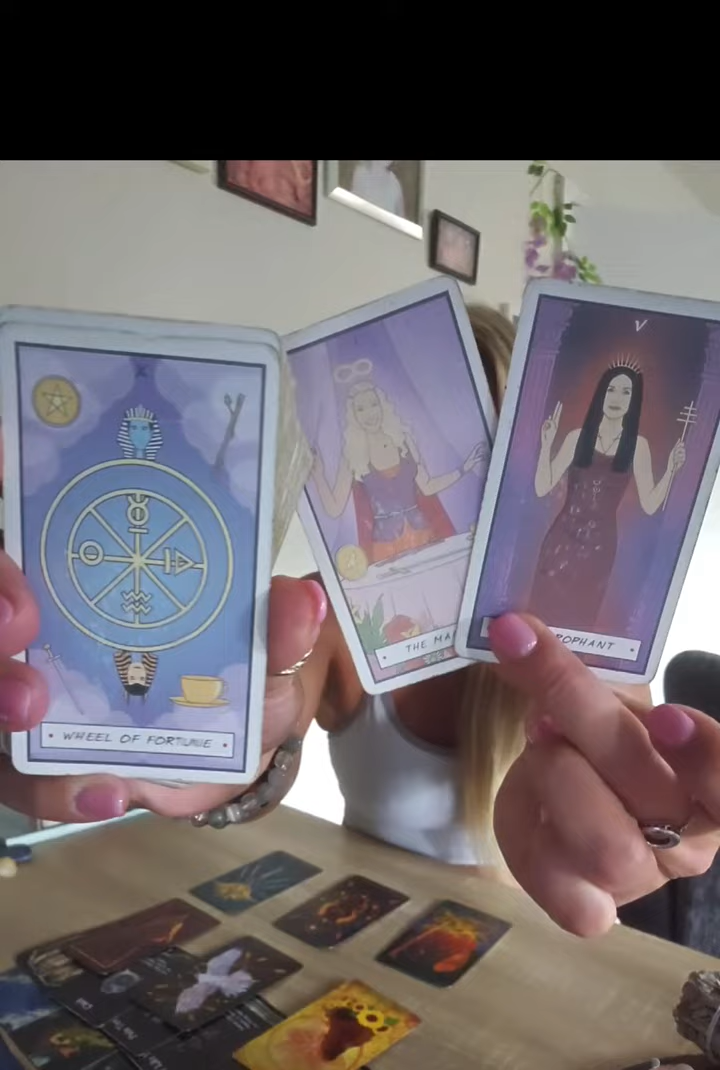 X
• WHEEL OF FORTUNE •
I
• THE MA
V
ROPHANT •